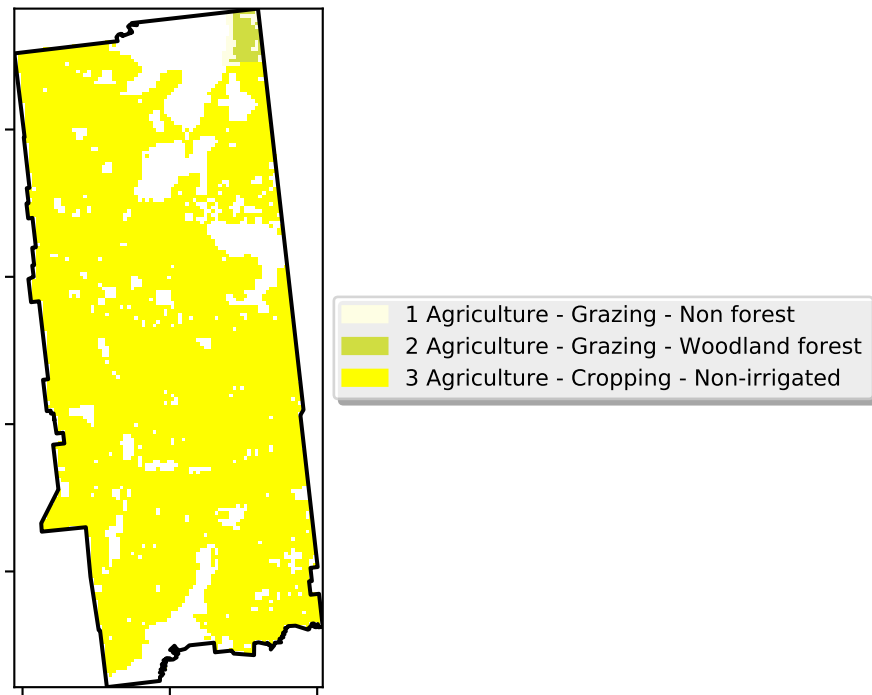 1 Agriculture - Grazing - Non forest
2 Agriculture - Grazing - Woodland forest
3 Agriculture - Cropping - Non-irrigated